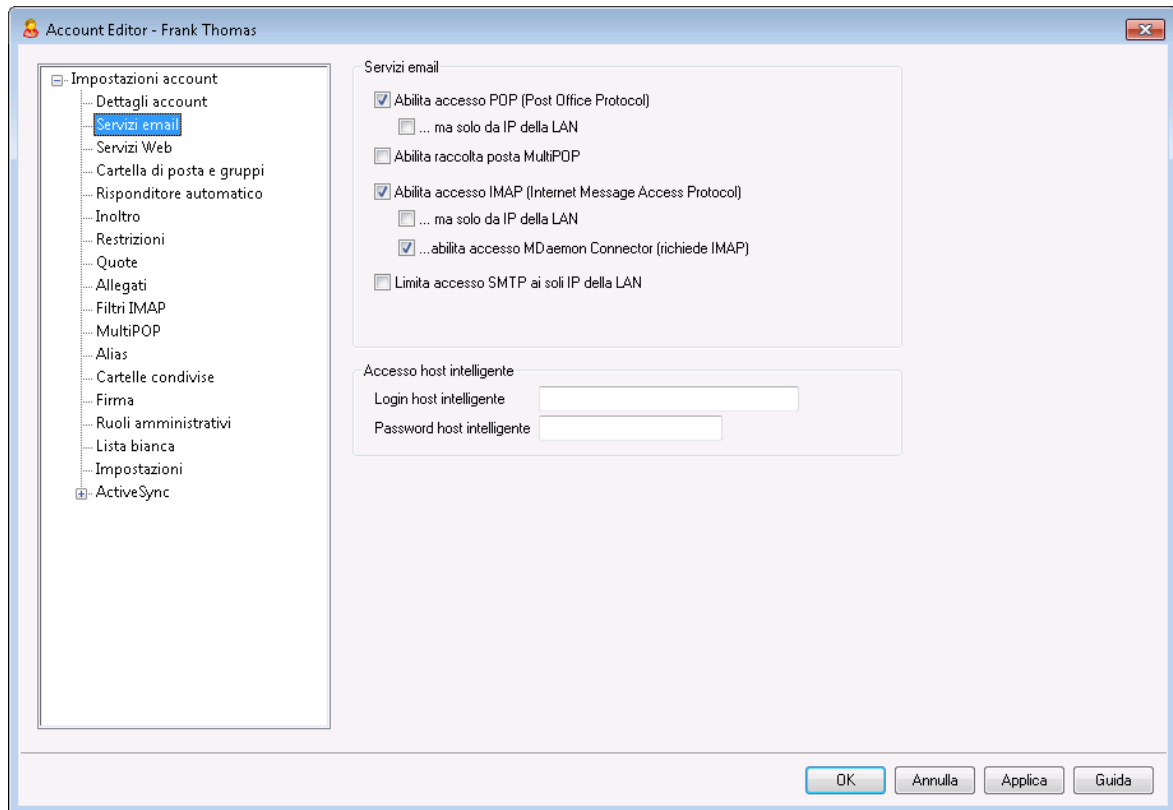 Account Editor - Frank Thomas
Impostazioni account
Dettagli account
Servizi email
Servizi Web
Cartella di posta e gruppi
Risponditore automatico
Inoltro
Restrizioni
Quote
Allegati
Filtri IMAP
MultiPOP
Alias
Cartelle condivise
Firma
Ruoli amministrativi
Lista bianca
Impostazioni
ActiveSync
Servizi email
Abilita accesso POP (Post Office Protocol)
... ma solo da IP della LAN
Abilita raccolta posta MultiPOP
Abilita accesso IMAP (Internet Message Access Protocol)
... ma solo da IP della LAN
...abilita accesso MDaemon Connector (richiede IMAP)
Limita accesso SMTP ai soli IP della LAN
Accesso host intelligente
Login host intelligente
Password host intelligente
OK
Annulla
Applica
Guida